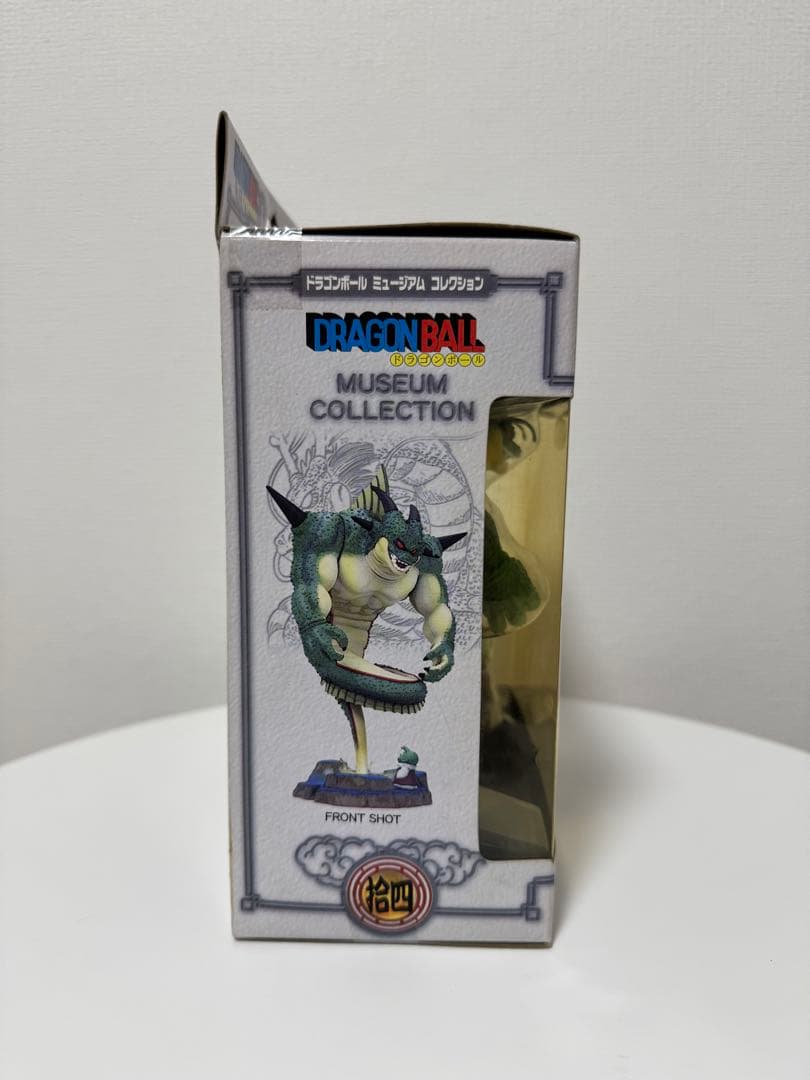 ドラゴンボール ミュージアム コレクション
DRAGON BALL
ドラゴンボール
MUSEUM
COLLECTION
FRONT SHOT
拾四